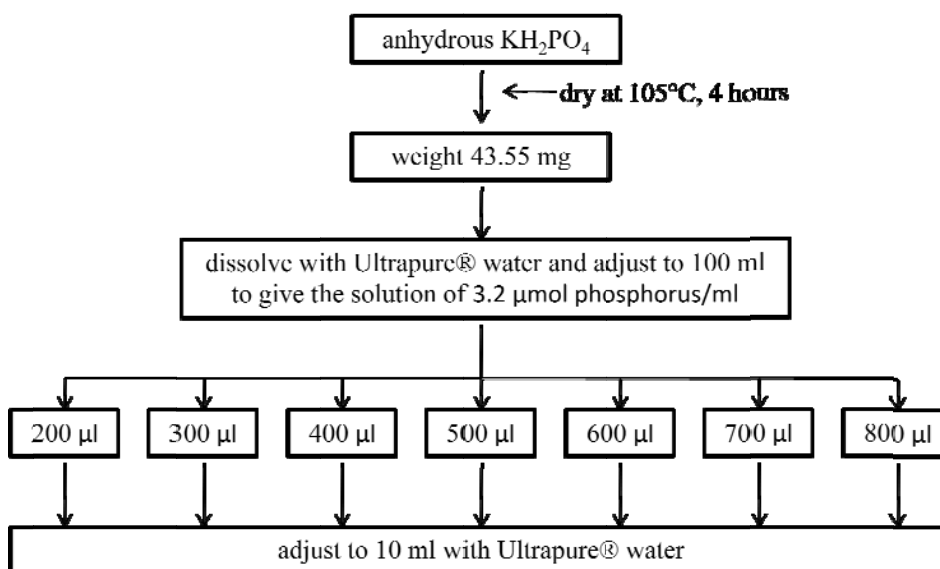 anhydrous KH₂PO₄
dry at 105°C, 4 hours
weight 43.55 mg
dissolve with Ultrapure® water and adjust to 100 ml
to give the solution of 3.2 µmol phosphorus/ml
200 µl
300 µl
400 µl
500 µl
600 µl
700 µl
800 µl
adjust to 10 ml with Ultrapure® water